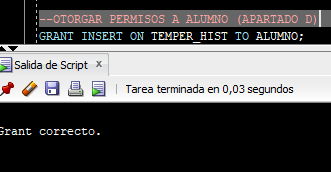 --OTORGAR PERMISOS A ALUMNO (APARTADO D)
GRANT INSERT ON TEMPER_HIST TO ALUMNO;
Salida de Script
Tarea terminada en 0,03 segundos
Grant correcto.